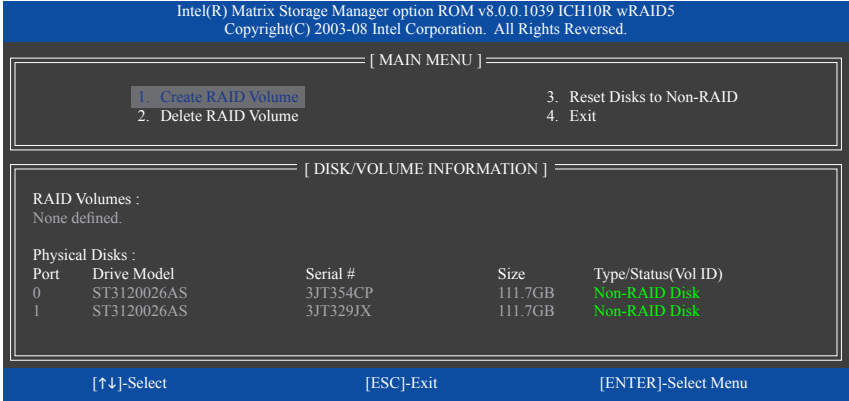 Intel(R) Matrix Storage Manager option ROM v8.0.0.1039 ICH10R wRAID5
Copyright(C) 2003-08 Intel Corporation. All Rights Reversed.
[ MAIN MENU ]
1. Create RAID Volume 3. Reset Disks to Non-RAID
2. Delete RAID Volume 4. Exit
[ DISK/VOLUME INFORMATION ]
RAID Volumes :
None defined.
Physical Disks :
Port Drive Model Serial # Size Type/Status(Vol ID)
0 ST3120026AS 3JT354CP 111.7GB Non-RAID Disk
1 ST3120026AS 3JT329JX 111.7GB Non-RAID Disk
[↑↓]-Select [ESC]-Exit [ENTER]-Select Menu